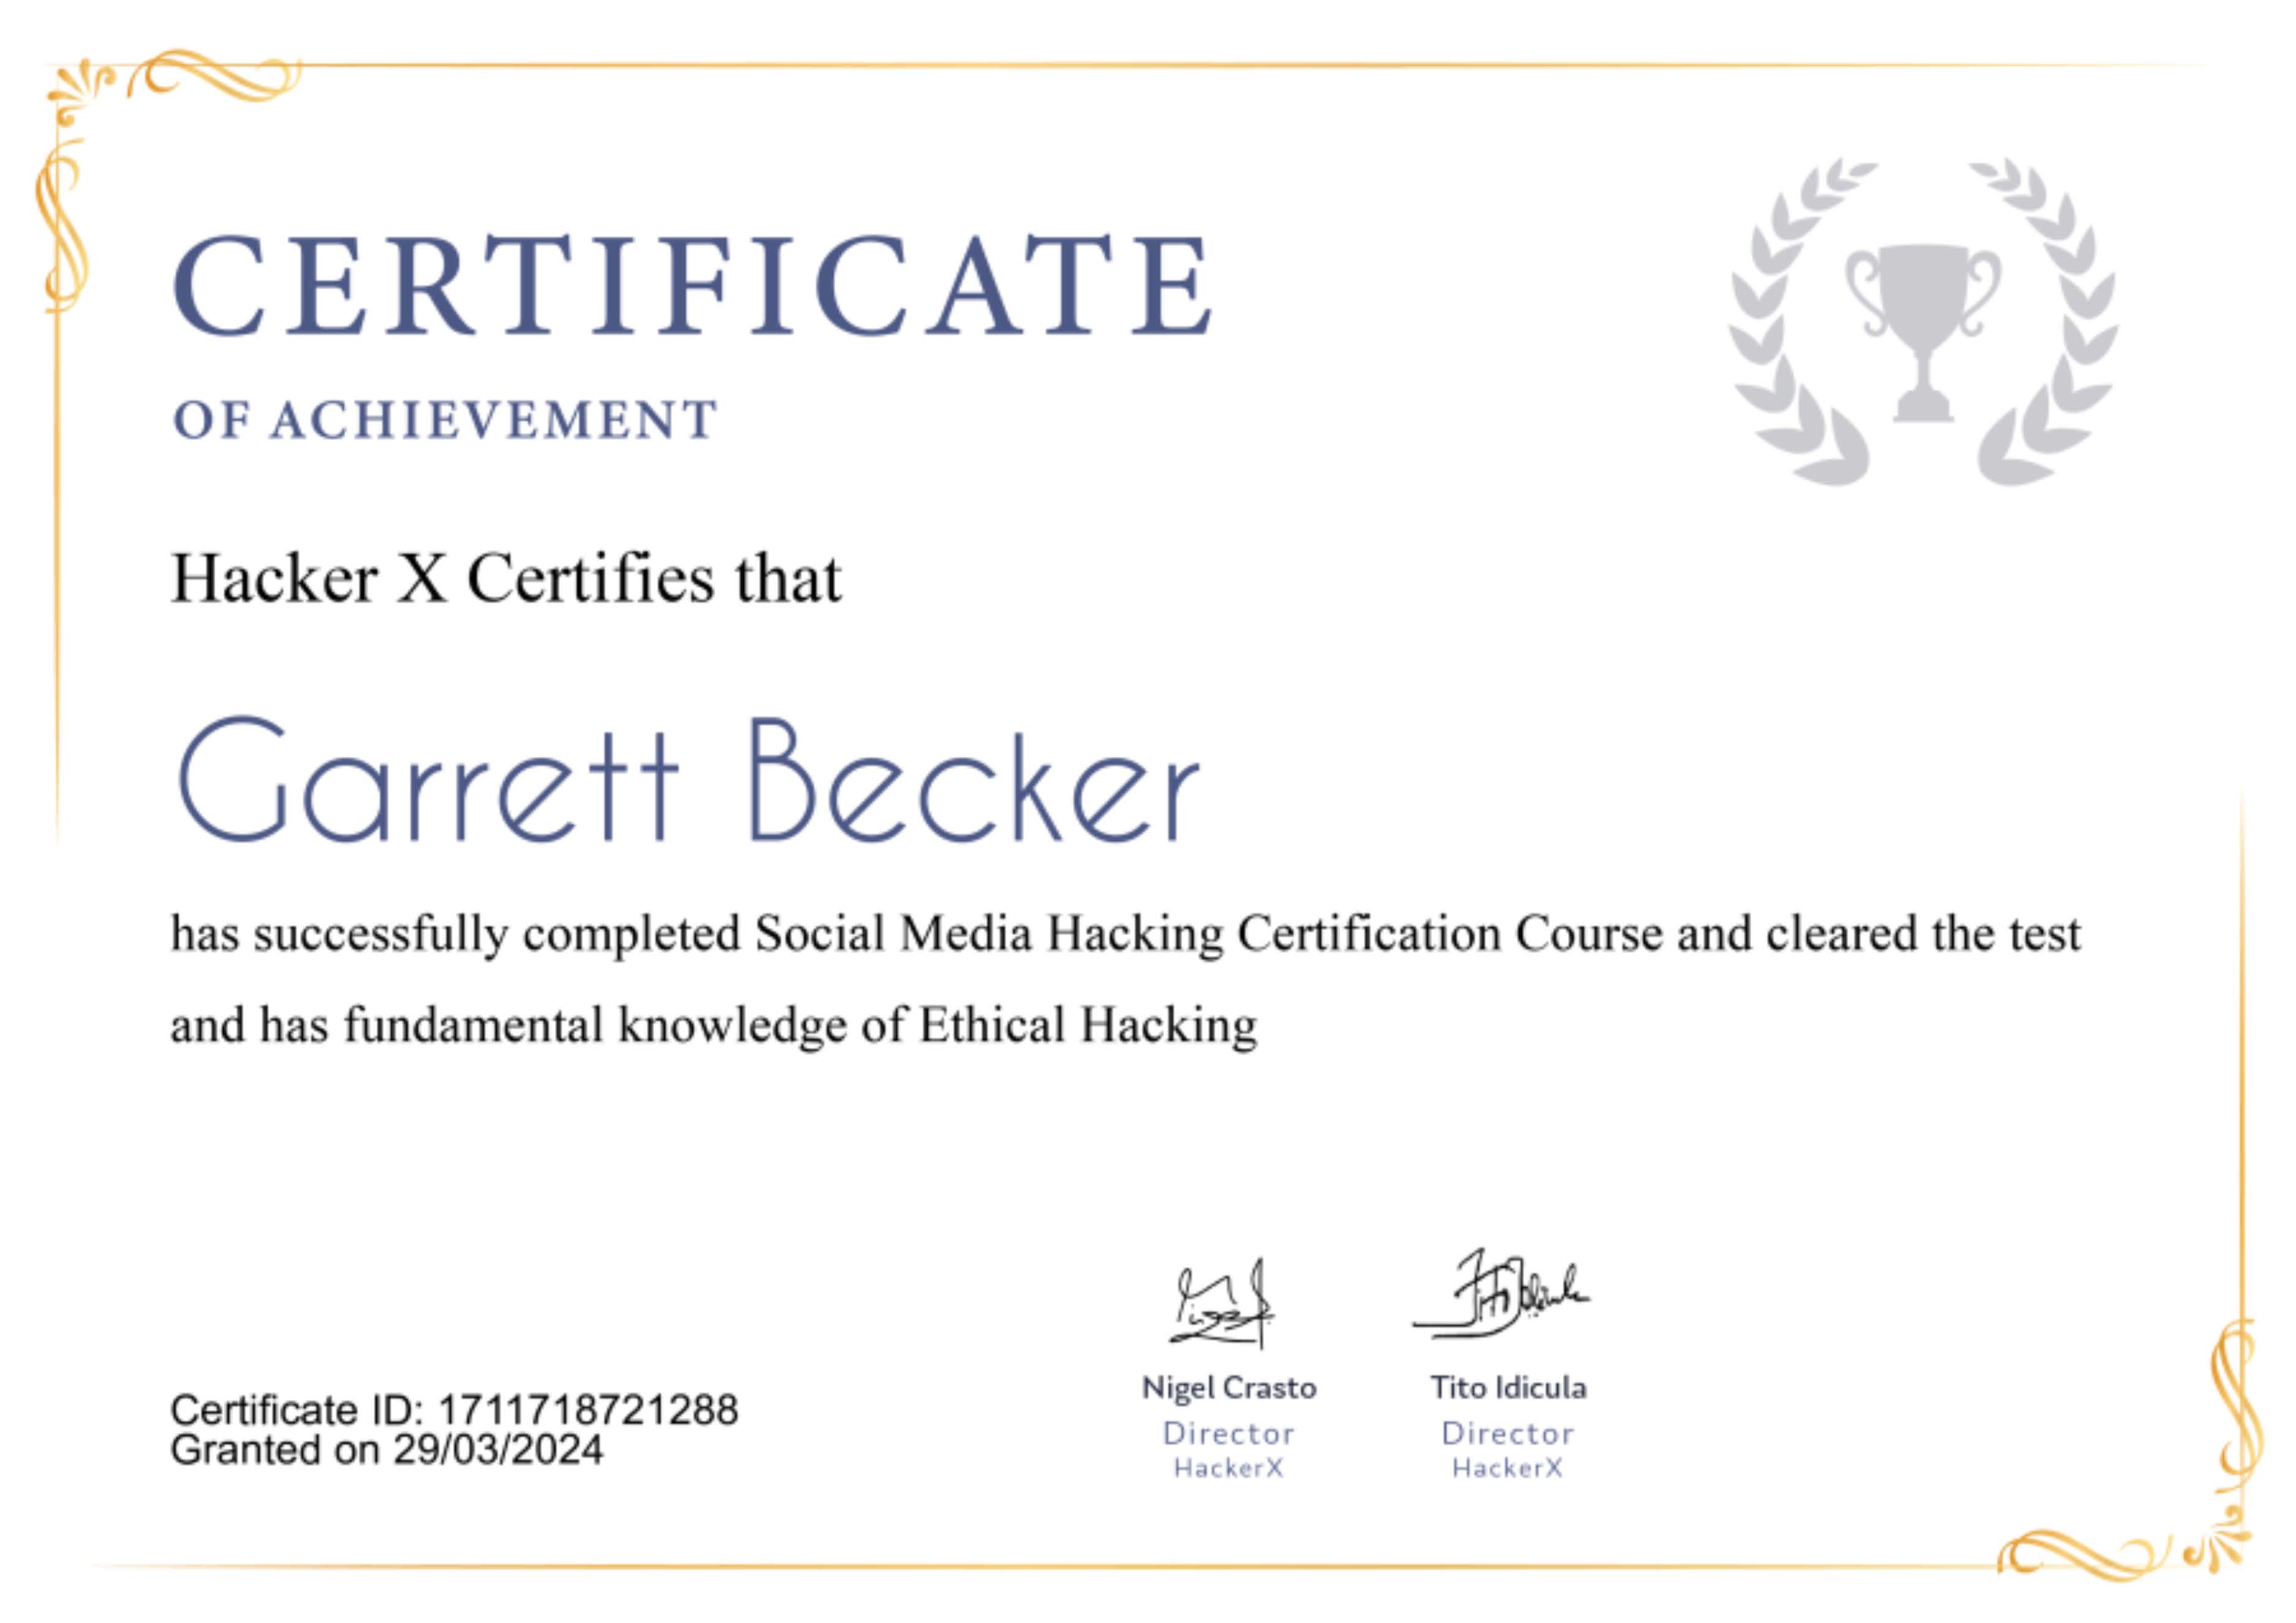 CERTIFICATE
OF ACHIEVEMENT
Hacker X Certifies that
Garrett Becker
has successfully completed Social Media Hacking Certification Course and cleared the test
and has fundamental knowledge of Ethical Hacking
Certificate ID: 1711718721288
Granted on 29/03/2024
Nigel Crasto
Director
HackerX
Tito Idicula
Director
HackerX